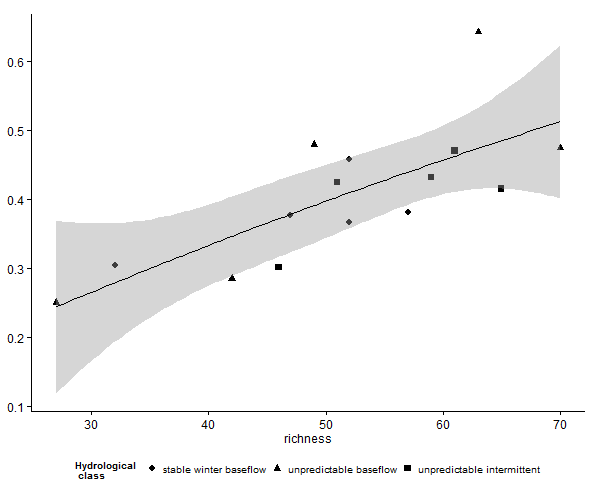 0.6
0.5
0.4
0.3
0.2
0.1
30 40 50 60 70
richness
Hydrological
class
stable winter baseflow unpredictable baseflow unpredictable intermittent